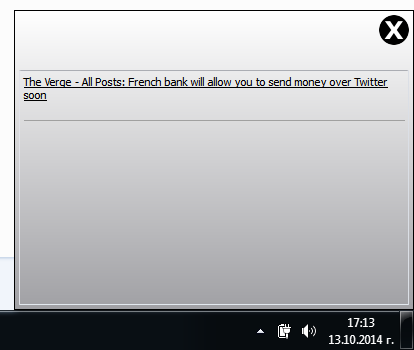 X
The Verge - All Posts: French bank will allow you to send money over Twitter
soon
17:13
13.10.2014 г.